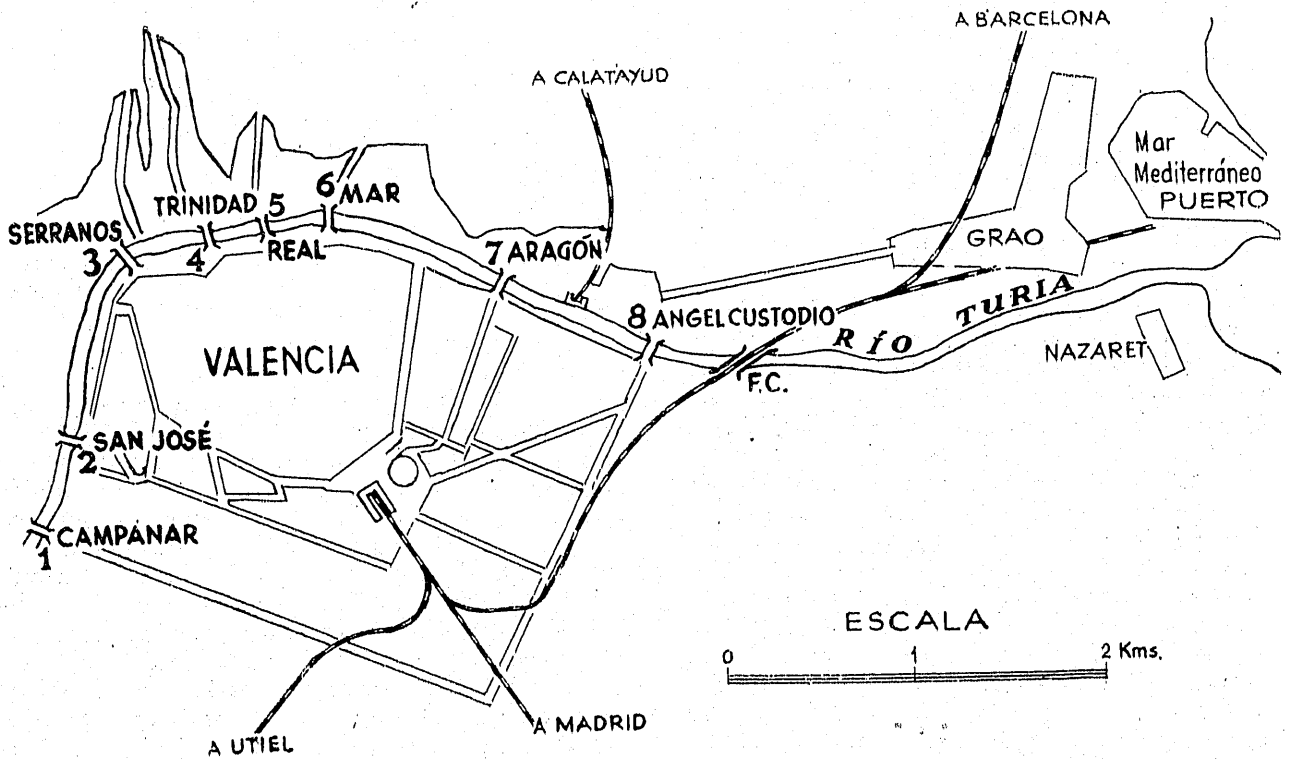 A BARCELONA
A CALATAYUD
Mar
Mediterráneo
PUERTO
6 MAR
TRINIDAD 5
SERRANOS
3
4 REAL
7 ARAGÓN
GRAO
8 ANGEL CUSTODIO
RÍO TURIA
VALENCIA
NAZARET
F.C.
SAN JOSÉ
2
CAMPÁNAR
1
ESCALA
0 1 2 Kms.
A MADRID
A UTIEL